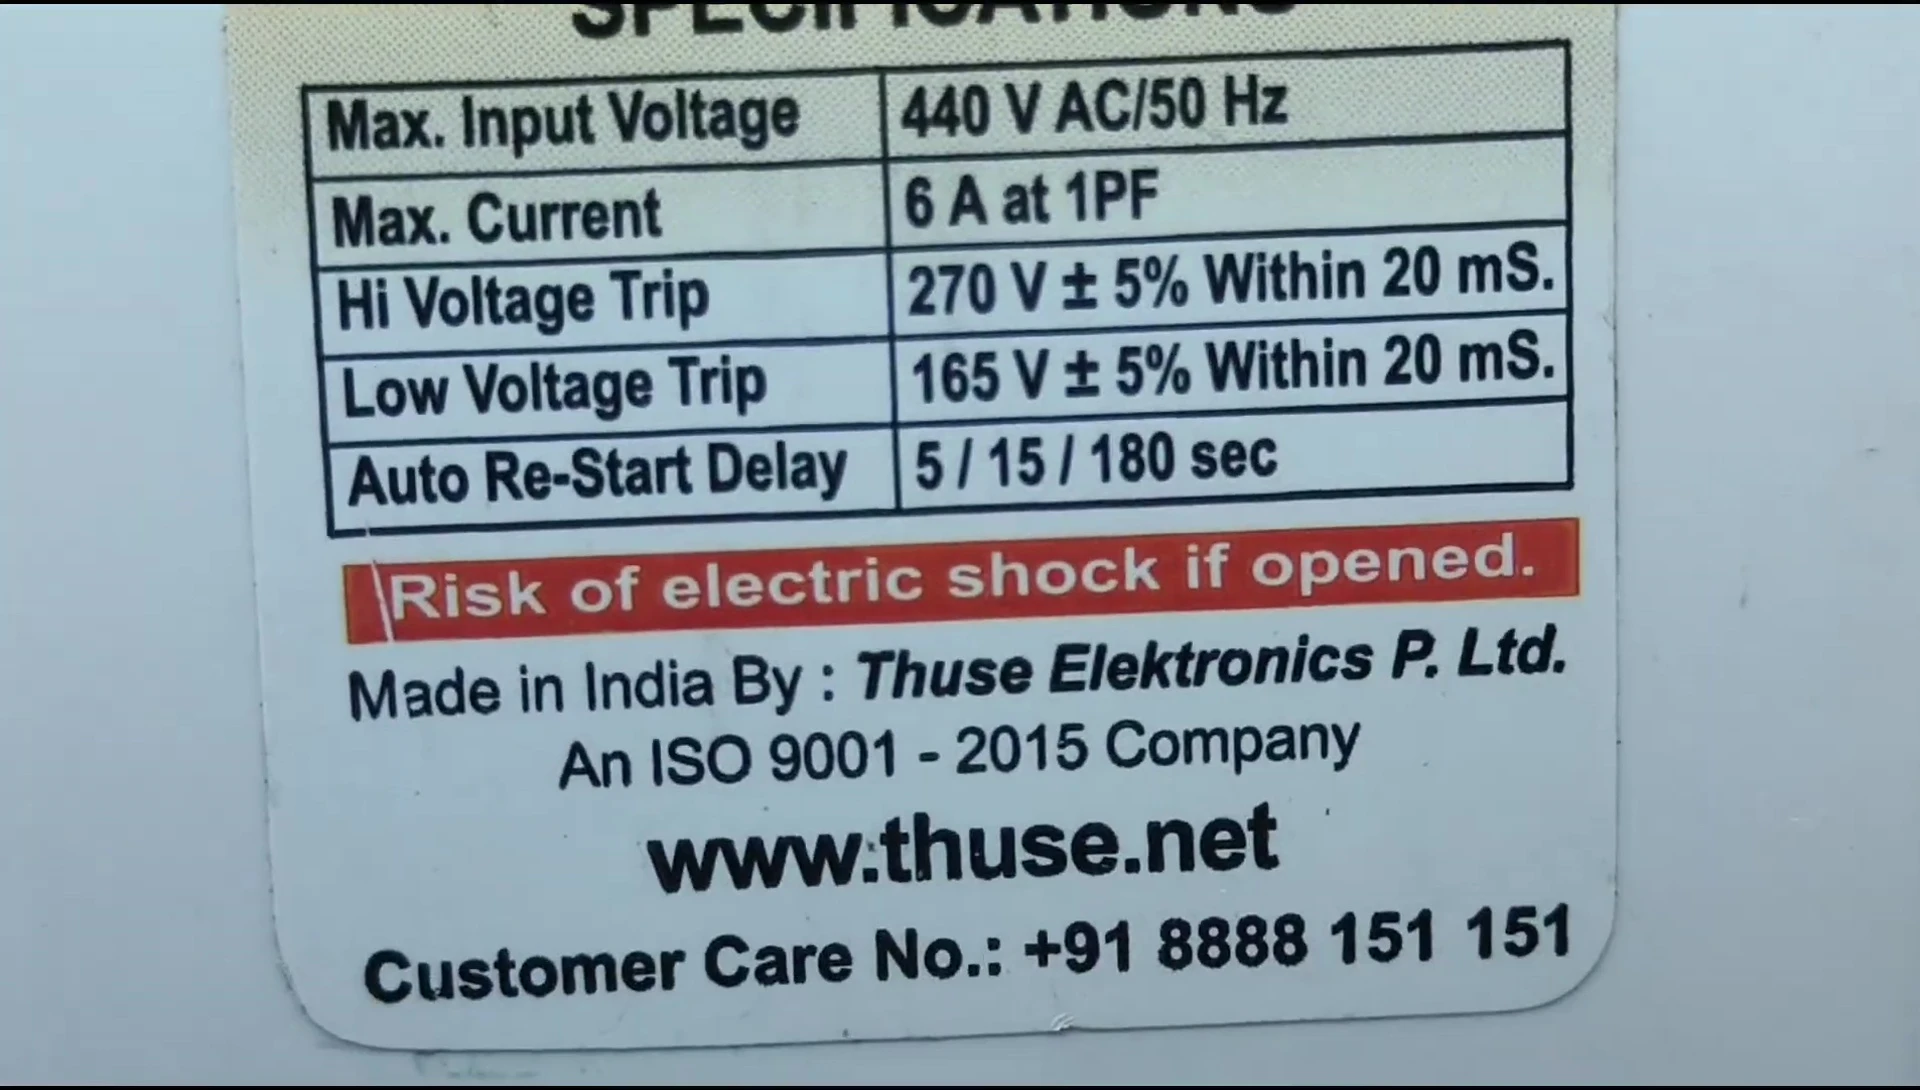 SPECIFICATIONS
Max. Input Voltage 440 V AC/50 Hz
Max. Current 6 A at 1PF
Hi Voltage Trip 270 V ± 5% Within 20 mS.
Low Voltage Trip 165 V ± 5% Within 20 mS.
Auto Re-Start Delay 5 / 15 / 180 sec
Risk of electric shock if opened.
Made in India By : Thuse Elektronics P. Ltd.
An ISO 9001 - 2015 Company
www.thuse.net
Customer Care No.: +91 8888 151 151